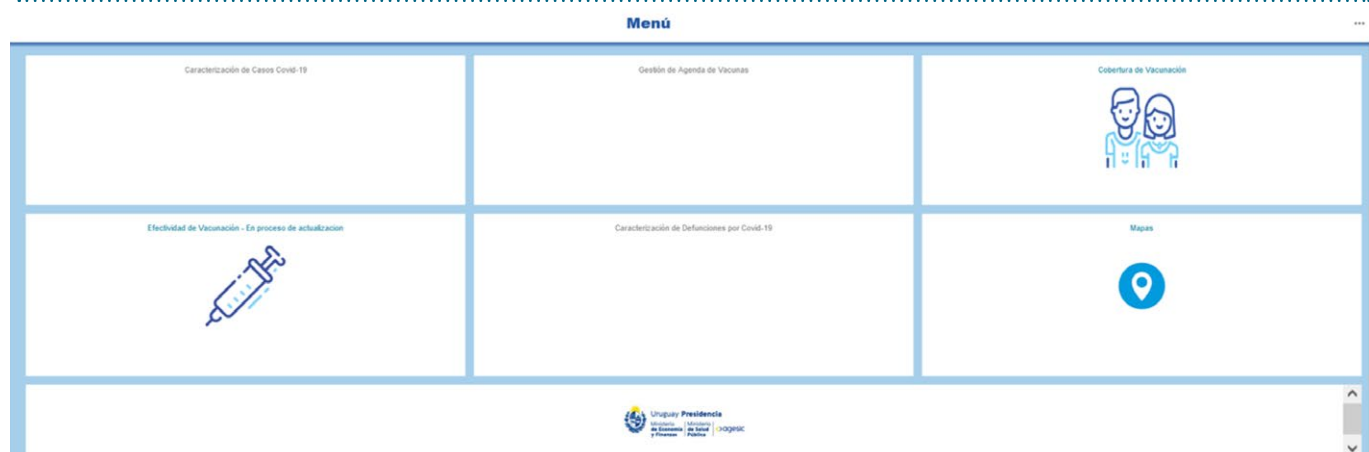 Menú
Caracterización de Casos Covid-19
Gestión de Agenda de Vacunas
Cobertura de Vacunación
Efectividad de Vacunación - En proceso de actualizacion
Caracterización de Defunciones por Covid-19
Mapas
Uruguay Presidencia
Ministerio de Economía y Finanzas
Ministerio de Salud Pública
agesic